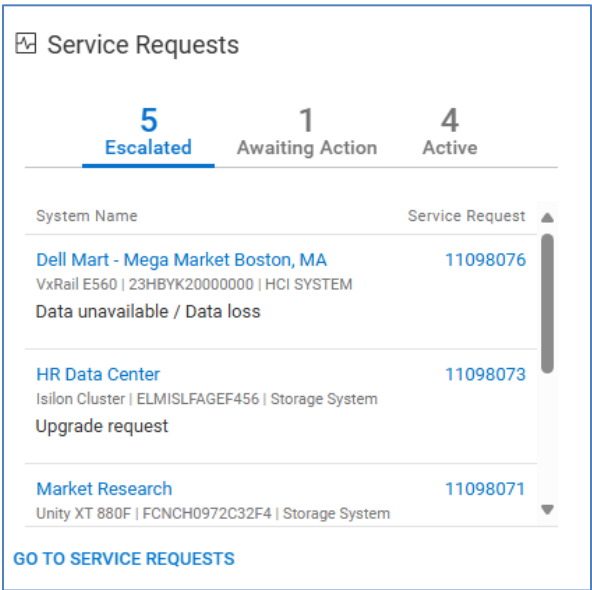 Service Requests
5 1 4
Escalated Awaiting Action Active
System Name Service Request
Dell Mart - Mega Market Boston, MA 11098076
VxRail E560 | 23HBYK20000000 | HCI SYSTEM
Data unavailable / Data loss
HR Data Center 11098073
Isilon Cluster | ELMISLFAGEF456 | Storage System
Upgrade request
Market Research 11098071
Unity XT 880F | FCNCH0972C32F4 | Storage System
GO TO SERVICE REQUESTS